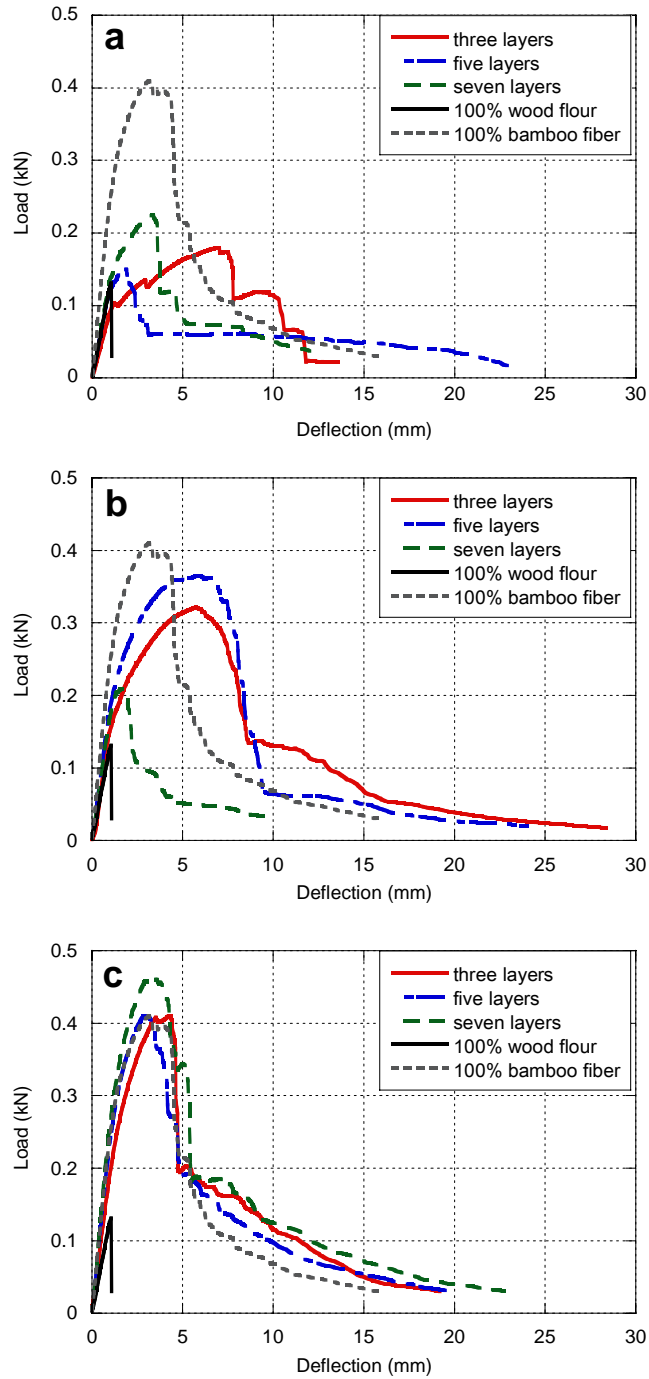 0.5
a
three layers
five layers
seven layers
100% wood flour
100% bamboo fiber
0.4
0.3
0.2
0.1
0
Load (kN)
0 5 10 15 20 25 30
Deflection (mm)
0.5
b
three layers
five layers
seven layers
100% wood flour
100% bamboo fiber
0.4
0.3
0.2
0.1
0
Load (kN)
0 5 10 15 20 25 30
Deflection (mm)
0.5
c
three layers
five layers
seven layers
100% wood flour
100% bamboo fiber
0.4
0.3
0.2
0.1
0
Load (kN)
0 5 10 15 20 25 30
Deflection (mm)